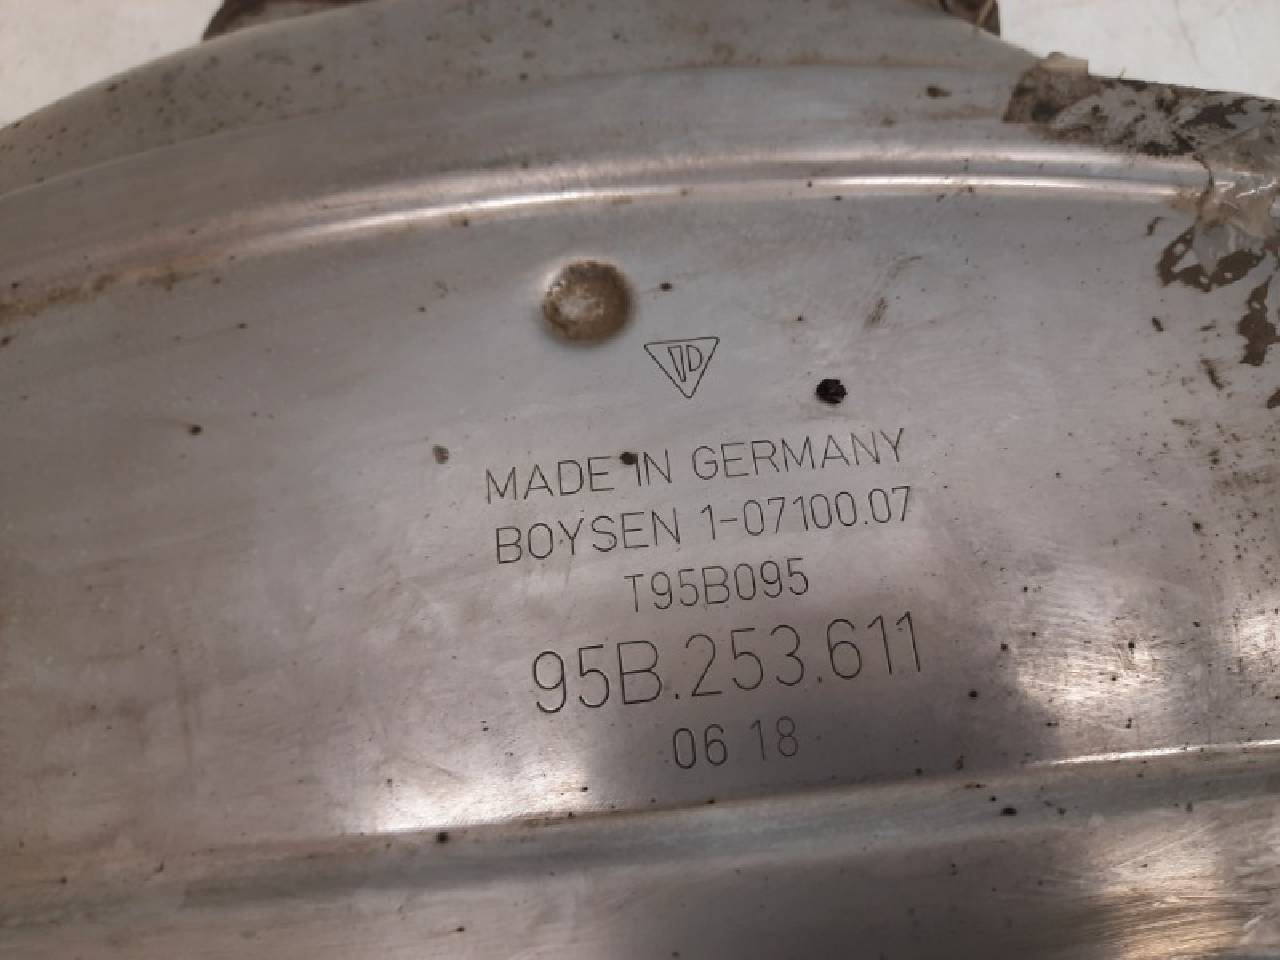 MADE IN GERMANY
BOYSEN 1-07100.07
T95B095
95B.253.611
06 18